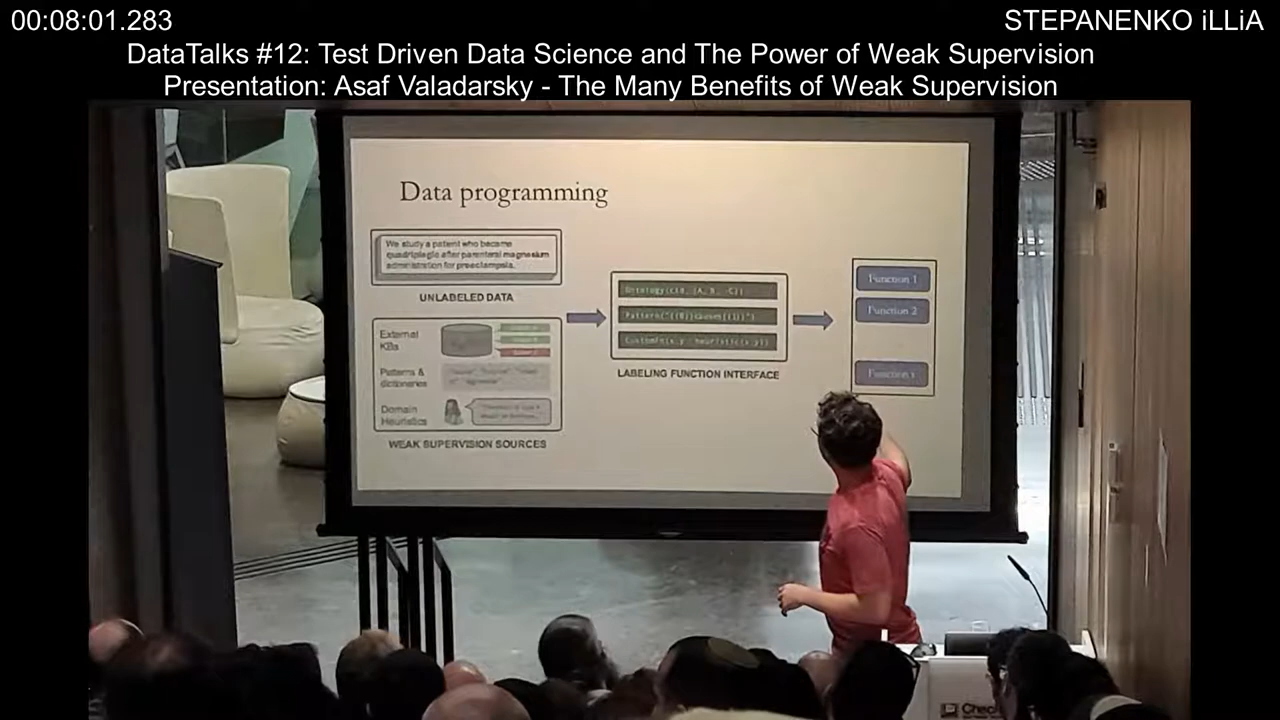 00:08:01.283
STEPANENKO iLLiA
DataTalks #12: Test Driven Data Science and The Power of Weak Supervision
Presentation: Asaf Valadarsky - The Many Benefits of Weak Supervision
Data programming
We study a patient who became
quadriplegic after parenteral magnesium
administration for preeclampsia.
UNLABELED DATA
External
KBs
Patterns &
dictionaries
Domain
Heuristics
WEAK SUPERVISION SOURCES
LABELING FUNCTION INTERFACE
Function 1
Function 2
Function